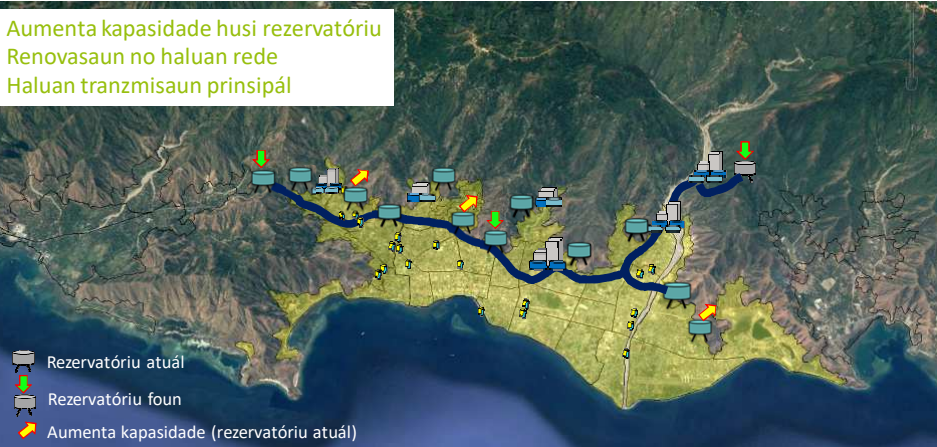 Aumenta kapasidade husi rezervatóriu
Renovasaun no haluan rede
Haluan tranzmisaun prinsipál
Rezervatóriu atuál
Rezervatóriu foun
Aumenta kapasidade (rezervatóriu atuál)